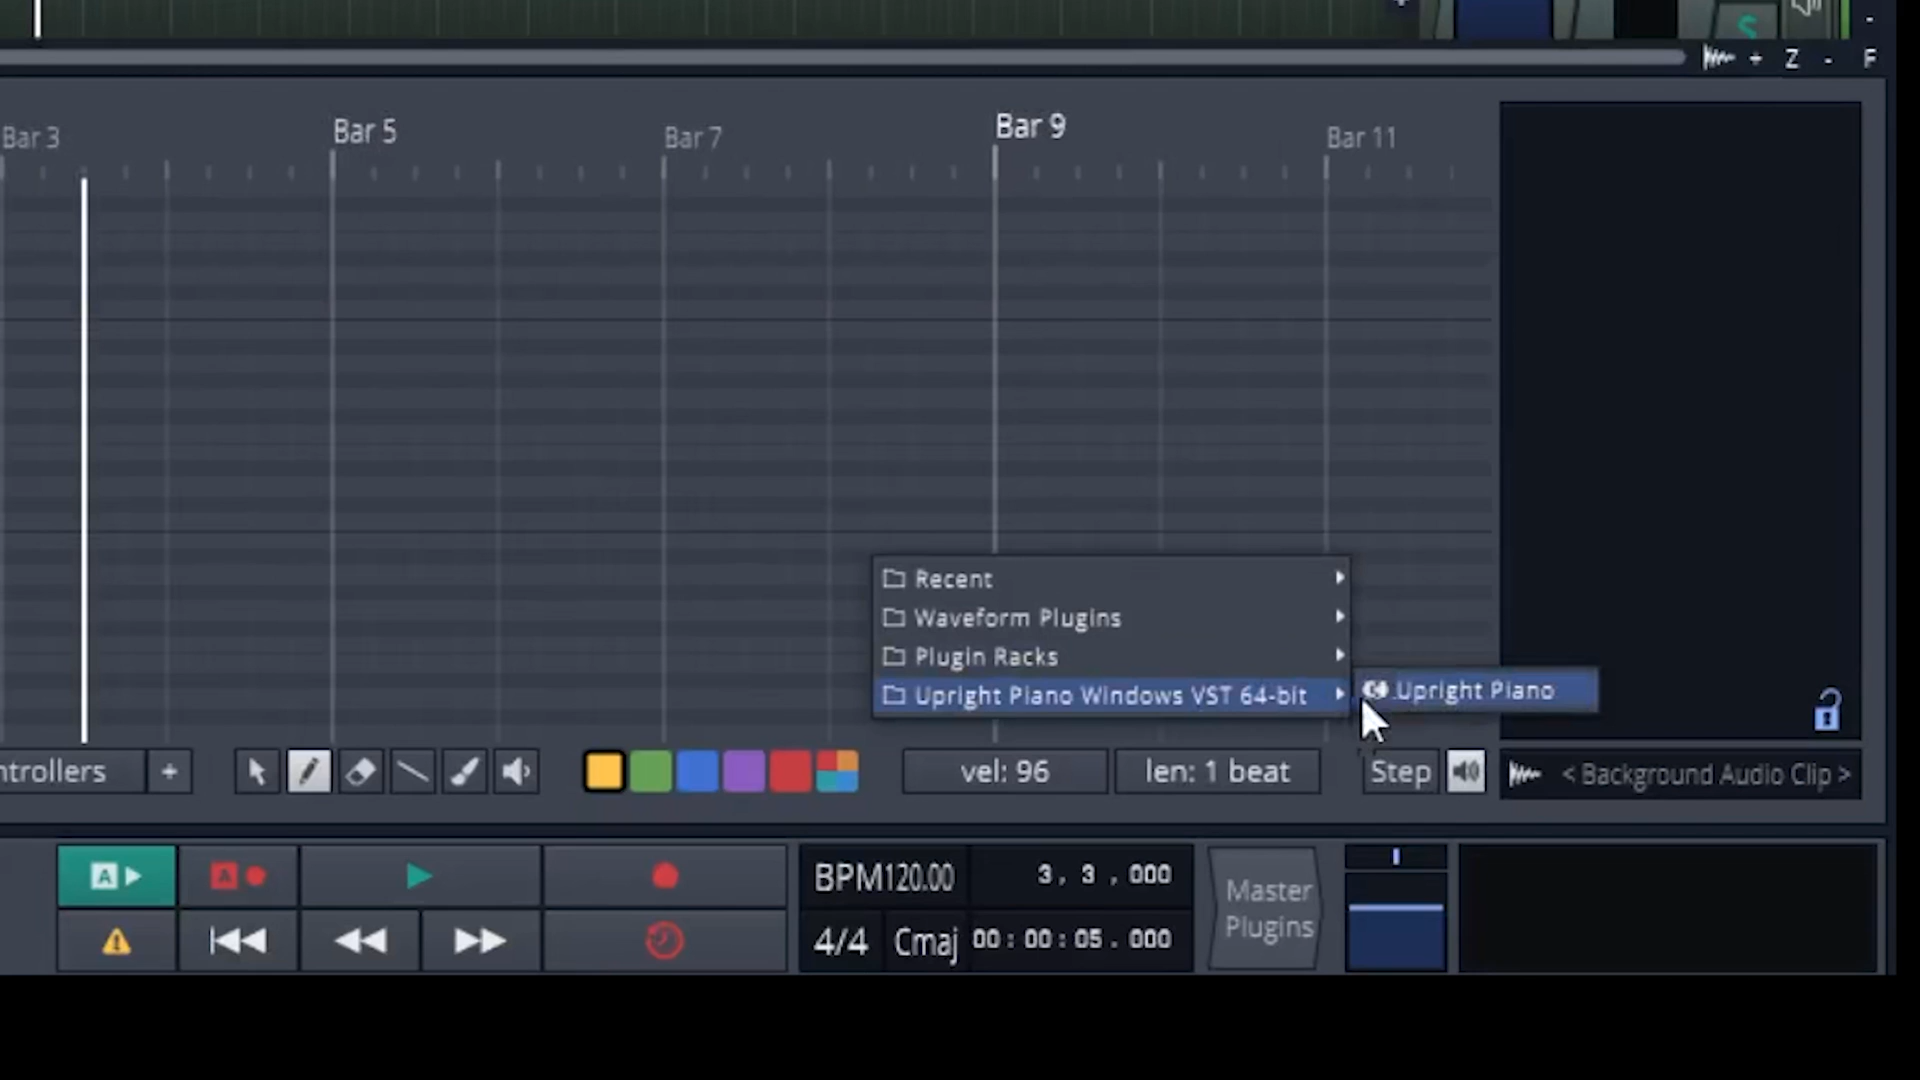 + Z - F
Bar 3
Bar 5
Bar 7
Bar 9
Bar 11
Recent
Waveform Plugins
Plugin Racks
Upright Piano Windows VST 64-bit
Upright Piano
ntrollers +
vel: 96
len: 1 beat
Step
< Background Audio Clip >
A
A
BPM120.00
3, 3, 000
4/4
Cmaj
00:00:05.000
Master
Plugins